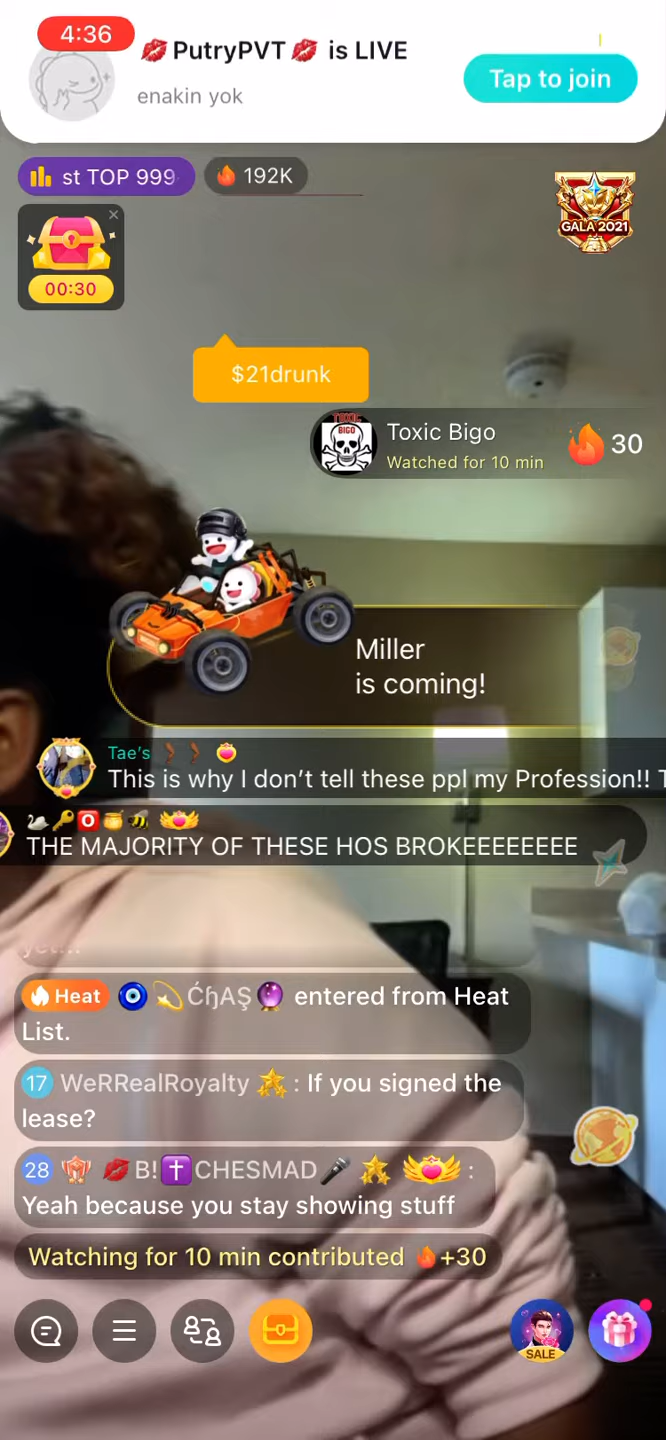 4:36
💋PutryPVT💋 is LIVE
enakin yok
Tap to join
st TOP 999
192K
GALA 2021
00:30
$21drunk
TOXIC
BIGO
Toxic Bigo
Watched for 10 min
30
Miller
is coming!
Tae's
This is why I don't tell these ppl my Profession!!
THE MAJORITY OF THESE HOS BROKEEEEEEEE
Heat ĆђAŞ entered from Heat
List.
17 WeRRealRoyalty : If you signed the
lease?
28 B!✝CHESMAD :
Yeah because you stay showing stuff
Watching for 10 min contributed 🔥+30
SALE